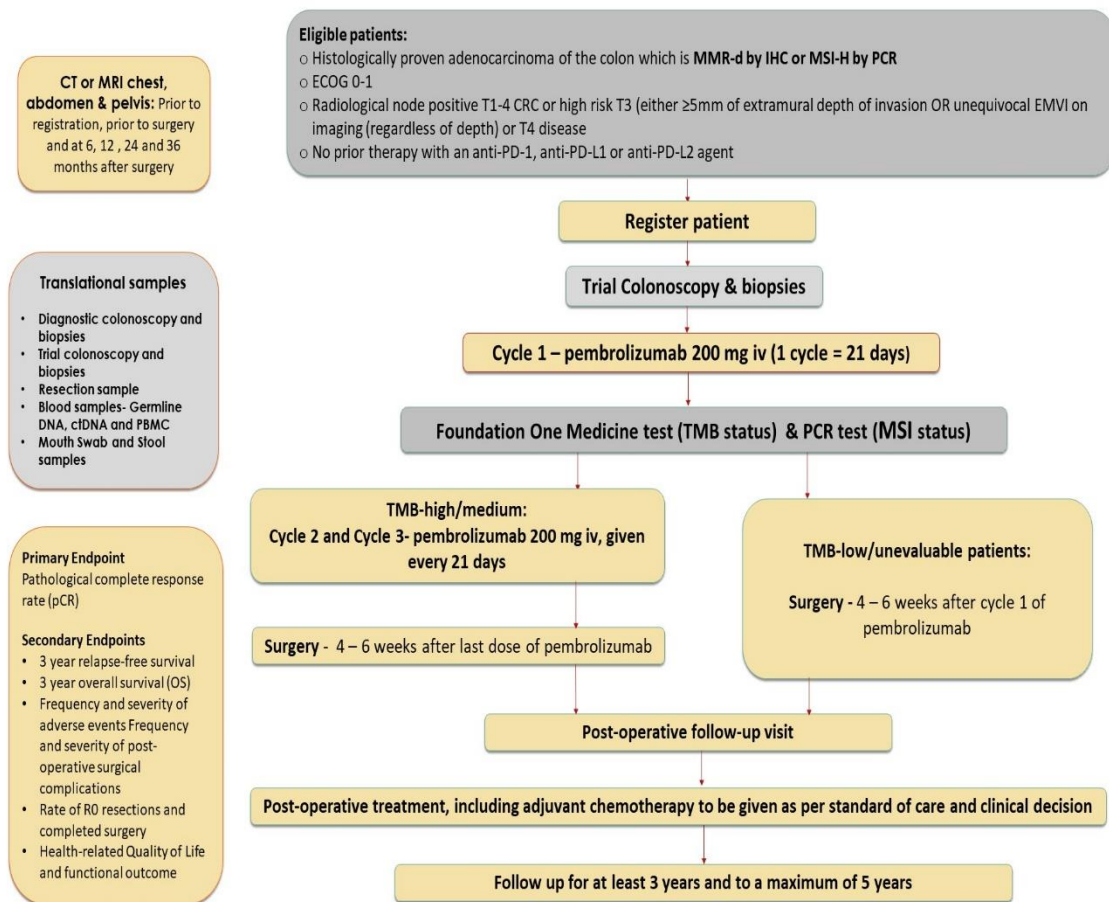 CT or MRI chest,
abdomen & pelvis: Prior to
registration, prior to surgery
and at 6, 12 , 24 and 36
months after surgery
Translational samples
• Diagnostic colonoscopy and
biopsies
• Trial colonoscopy and
biopsies
• Resection sample
• Blood samples- Germline
DNA, ctDNA and PBMC
• Mouth Swab and Stool
samples
Primary Endpoint
Pathological complete response
rate (pCR)
Secondary Endpoints
• 3 year relapse-free survival
• 3 year overall survival (OS)
• Frequency and severity of
adverse events Frequency
and severity of post-
operative surgical
complications
• Rate of R0 resections and
completed surgery
• Health-related Quality of Life
and functional outcome
Eligible patients:
○ Histologically proven adenocarcinoma of the colon which is MMR-d by IHC or MSI-H by PCR
○ ECOG 0-1
○ Radiological node positive T1-4 CRC or high risk T3 (either ≥5mm of extramural depth of invasion OR unequivocal EMVI on
imaging (regardless of depth) or T4 disease
○ No prior therapy with an anti-PD-1, anti-PD-L1 or anti-PD-L2 agent
Register patient
Trial Colonoscopy & biopsies
Cycle 1 – pembrolizumab 200 mg iv (1 cycle = 21 days)
Foundation One Medicine test (TMB status) & PCR test (MSI status)
TMB-high/medium:
Cycle 2 and Cycle 3- pembrolizumab 200 mg iv, given
every 21 days
Surgery - 4 – 6 weeks after last dose of pembrolizumab
TMB-low/unevaluable patients:
Surgery - 4 – 6 weeks after cycle 1 of
pembrolizumab
Post-operative follow-up visit
Post-operative treatment, including adjuvant chemotherapy to be given as per standard of care and clinical decision
Follow up for at least 3 years and to a maximum of 5 years